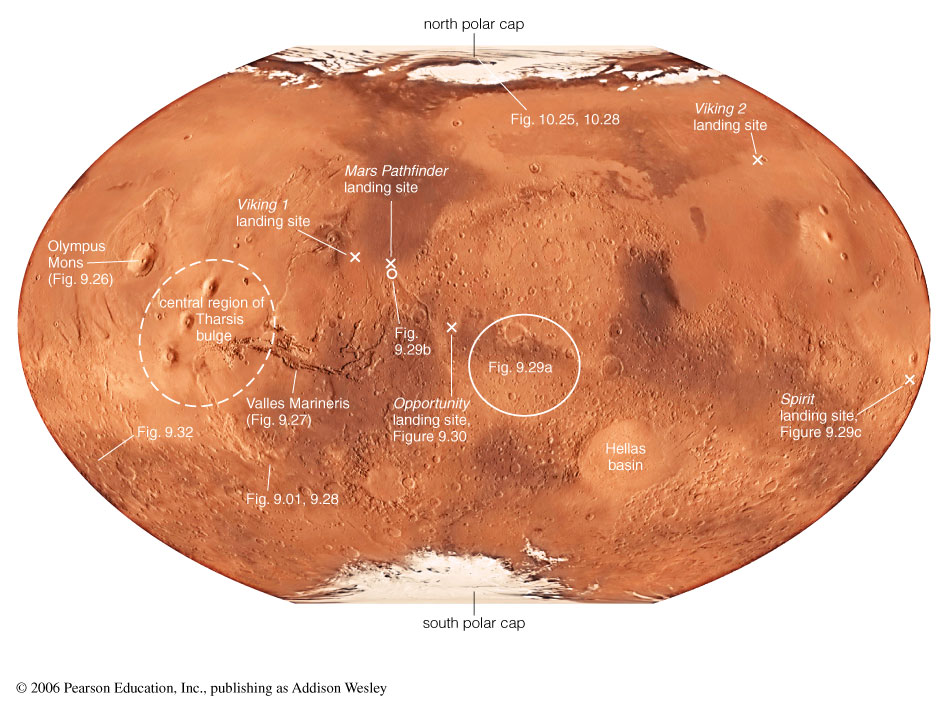 north polar cap
Fig. 10.25, 10.28
Viking 2
landing site
Mars Pathfinder
landing site
Viking 1
landing site
Olympus
Mons
(Fig. 9.26)
central region of
Tharsis
bulge
Fig.
9.29b
Fig. 9.29a
Valles Marineris
(Fig. 9.27)
Opportunity
landing site,
Figure 9.30
Spirit
landing site,
Figure 9.29c
Fig. 9.32
Hellas
basin
Fig. 9.01, 9.28
south polar cap
© 2006 Pearson Education, Inc., publishing as Addison Wesley